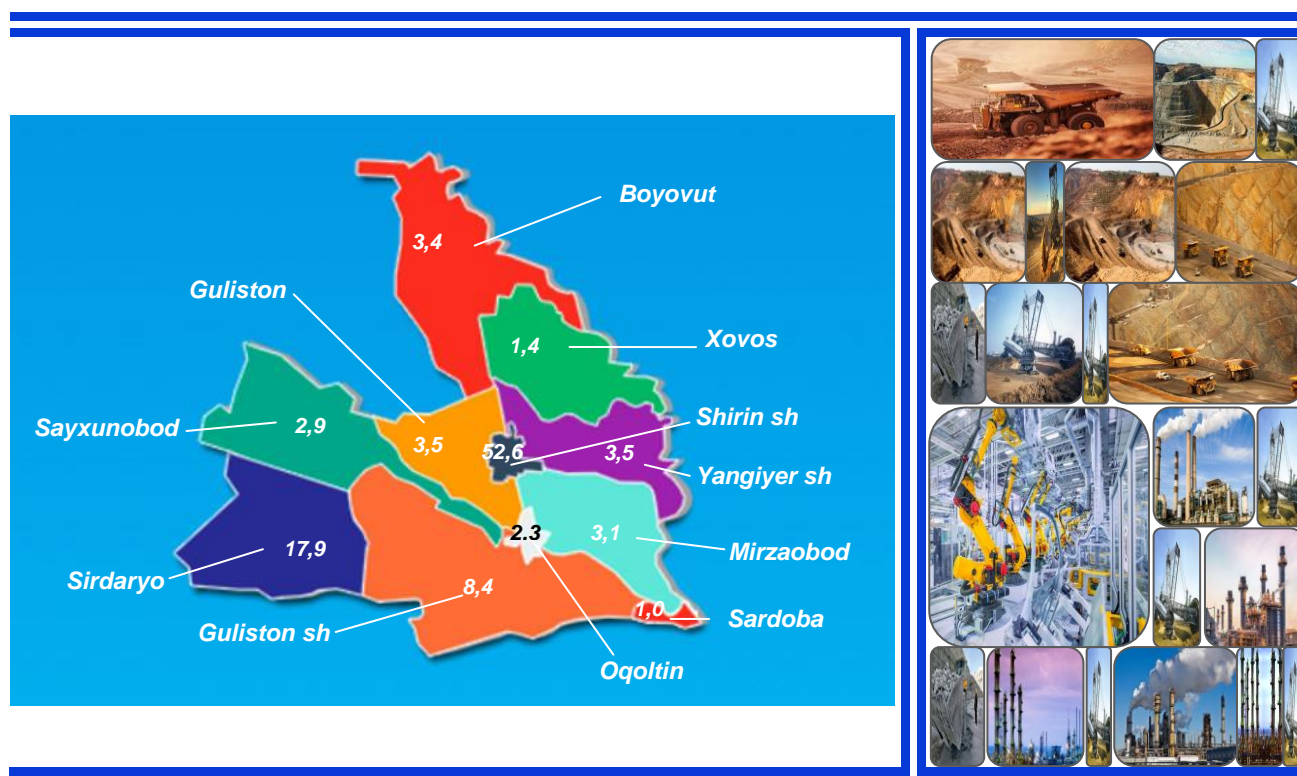 Boyovut
3,4
Guliston
1,4
Xovos
Sayxunobod
2,9
3,5
52,6
Shirin sh
3,5
Yangiyer sh
17,9
2.3
3,1
Mirzaobod
Sirdaryo
8,4
1,0
Sardoba
Guliston sh
Oqoltin